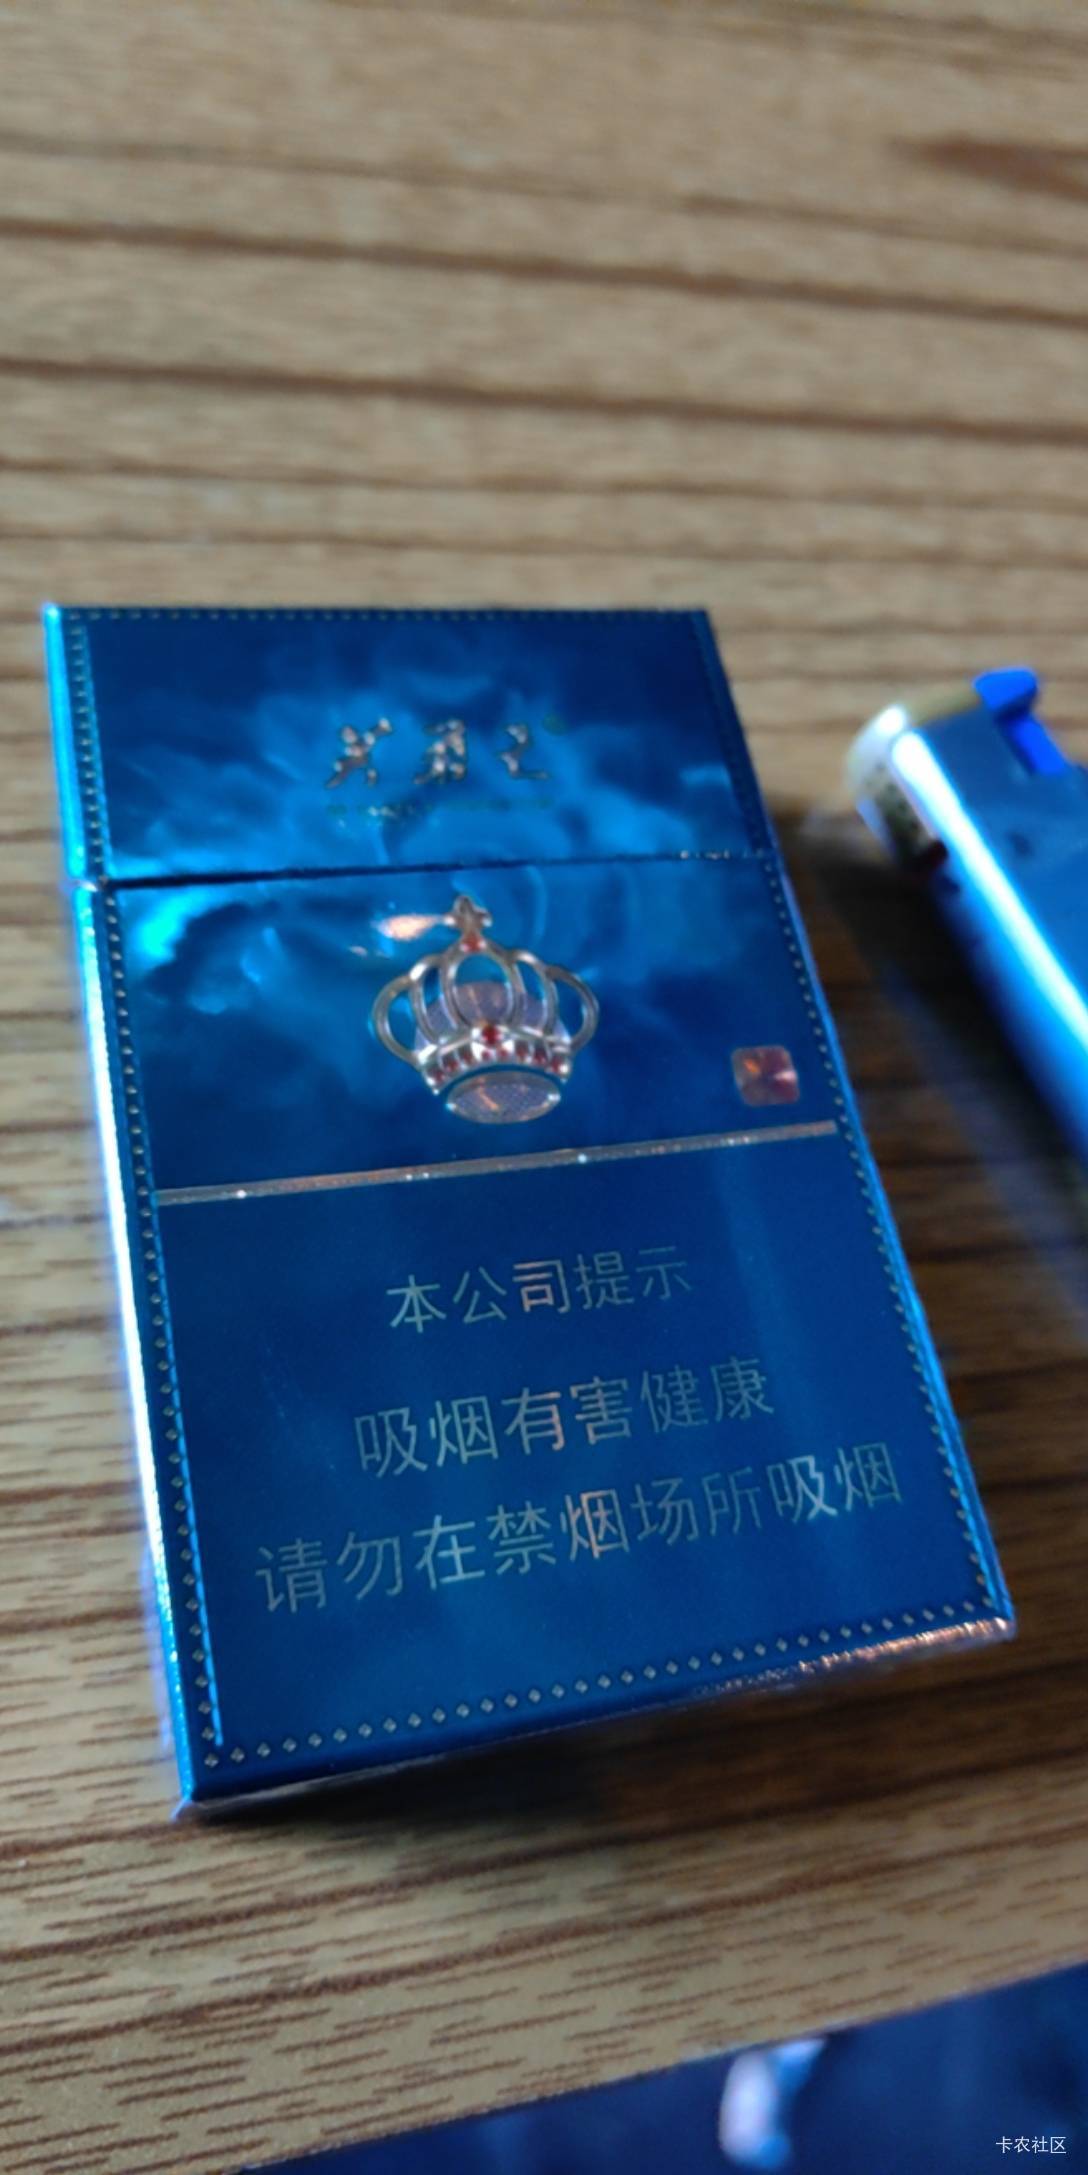 芙蓉王
本公司提示
吸烟有害健康
请勿在禁烟场所吸烟
卡农社区